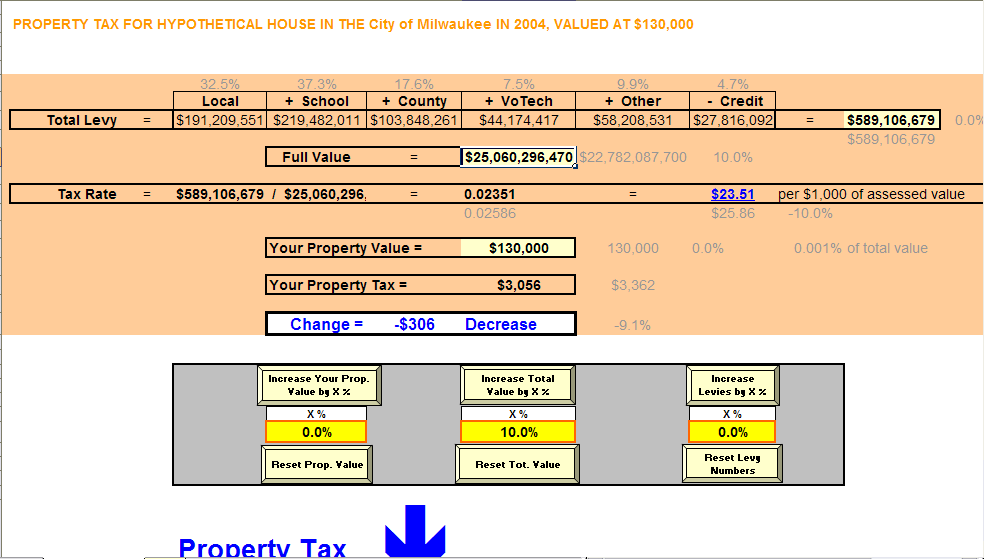 PROPERTY TAX FOR HYPOTHETICAL HOUSE IN THE City of Milwaukee IN 2004, VALUED AT $130,000
32.5% 37.3% 17.6% 7.5% 9.9% 4.7%
Local + School + County + VoTech + Other - Credit
Total Levy = $191,209,551 $219,482,011 $103,848,261 $44,174,417 $58,208,531 $27,816,092 = $589,106,679 0.0%
$589,106,679
Full Value = $25,060,296,470 $22,782,087,700 10.0%
Tax Rate = $589,106,679 / $25,060,296, = 0.02351 = $23.51 per $1,000 of assessed value
0.02586 $25.86 -10.0%
Your Property Value = $130,000 130,000 0.0% 0.001% of total value
Your Property Tax = $3,056 $3,362
Change = -$306 Decrease -9.1%
Increase Your Prop. Value by X % Increase Total Value by X % Increase Levies by X %
X % X % X %
0.0% 10.0% 0.0%
Reset Prop. Value Reset Tot. Value Reset Levy Numbers
Property Tax